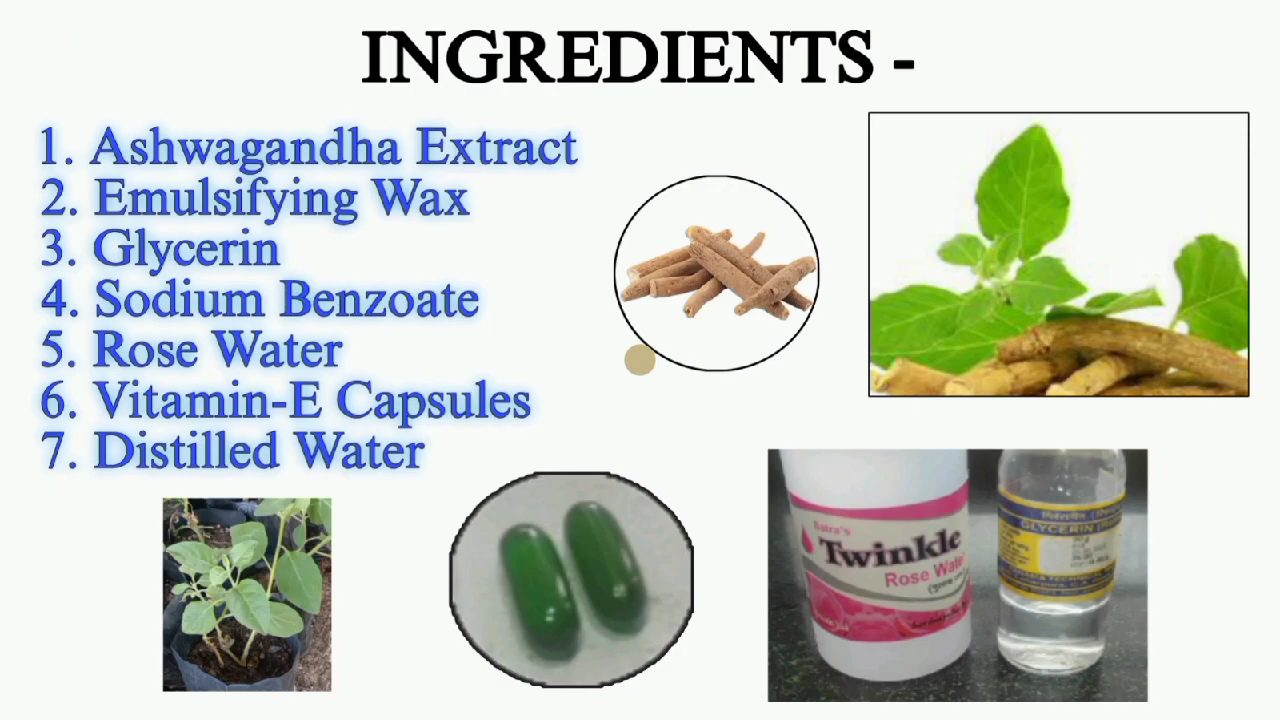 INGREDIENTS -
1. Ashwagandha Extract
2. Emulsifying Wax
3. Glycerin
4. Sodium Benzoate
5. Rose Water
6. Vitamin-E Capsules
7. Distilled Water
Twinkle
Rose Water
GLYCERIN